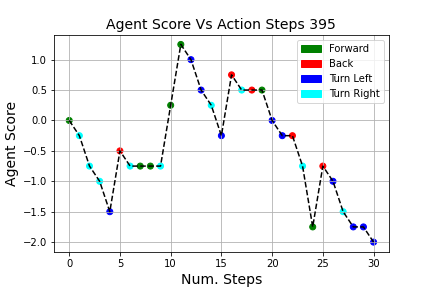 Agent Score Vs Action Steps 395
Forward
Back
Turn Left
Turn Right
Agent Score
1.0
0.5
0.0
−0.5
−1.0
−1.5
−2.0
0 5 10 15 20 25 30
Num. Steps